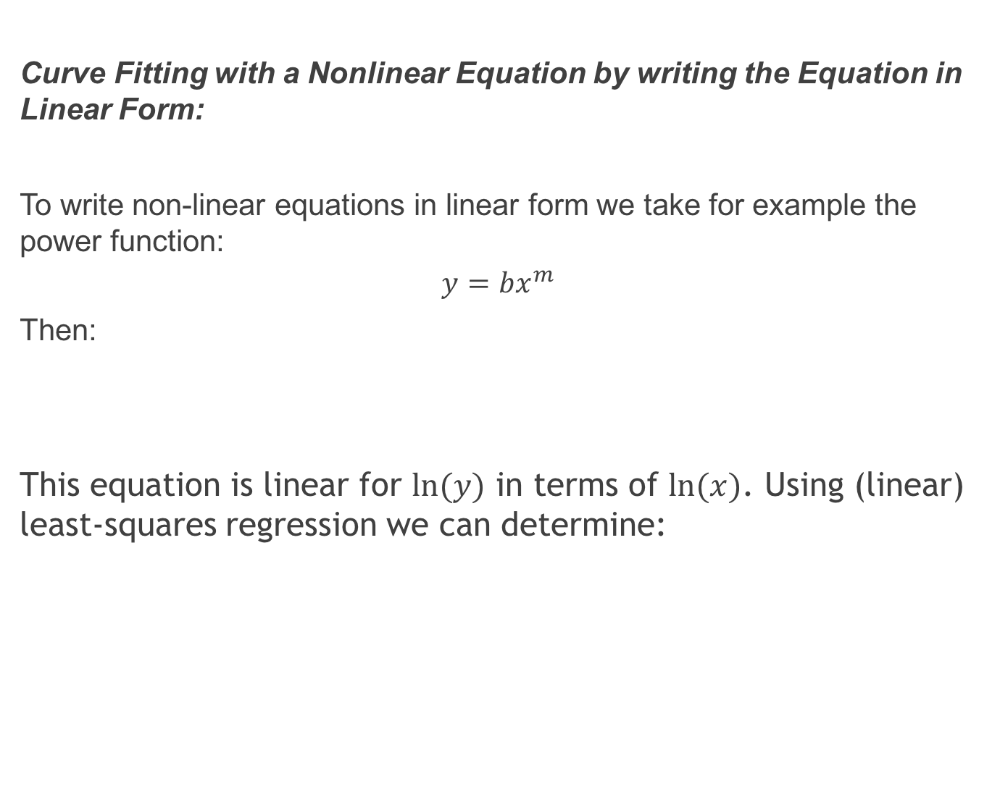 Curve Fitting with a Nonlinear Equation by writing the Equation in
Linear Form:
To write non-linear equations in linear form we take for example the
power function:
y = bx^m
Then:
This equation is linear for ln(y) in terms of ln(x). Using (linear)
least-squares regression we can determine: